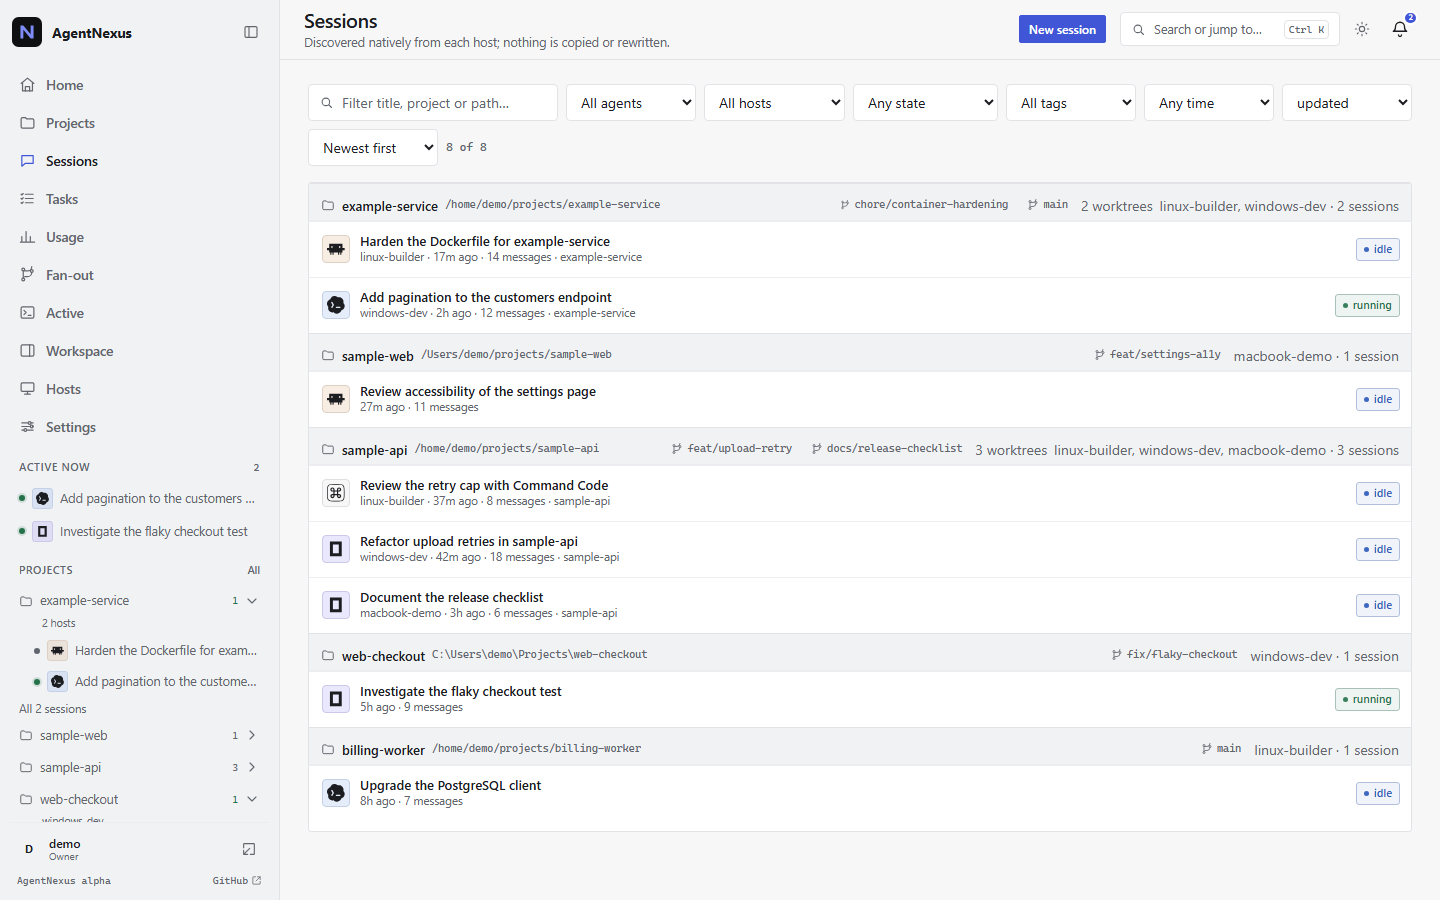 AgentNexus
Home
Projects
Sessions
Tasks
Usage
Fan-out
Active
Workspace
Hosts
Settings
ACTIVE NOW 2
Add pagination to the customers ...
Investigate the flaky checkout test
PROJECTS All
example-service 1
2 hosts
Harden the Dockerfile for exam...
Add pagination to the custome...
All 2 sessions
sample-web 1
sample-api 3
web-checkout 1
windows-dev
D demo
Owner
AgentNexus alpha GitHub
Sessions
Discovered natively from each host; nothing is copied or rewritten.
New session
Search or jump to... Ctrl K
2
Filter title, project or path...
All agents
All hosts
Any state
All tags
Any time
updated
Newest first
8 of 8
example-service /home/demo/projects/example-service chore/container-hardening main 2 worktrees linux-builder, windows-dev · 2 sessions
Harden the Dockerfile for example-service
linux-builder · 17m ago · 14 messages · example-service
idle
Add pagination to the customers endpoint
windows-dev · 2h ago · 12 messages · example-service
running
sample-web /Users/demo/projects/sample-web feat/settings-a11y macbook-demo · 1 session
Review accessibility of the settings page
27m ago · 11 messages
idle
sample-api /home/demo/projects/sample-api feat/upload-retry docs/release-checklist 3 worktrees linux-builder, windows-dev, macbook-demo · 3 sessions
Review the retry cap with Command Code
linux-builder · 37m ago · 8 messages · sample-api
idle
Refactor upload retries in sample-api
windows-dev · 42m ago · 18 messages · sample-api
idle
Document the release checklist
macbook-demo · 3h ago · 6 messages · sample-api
idle
web-checkout C:\Users\demo\Projects\web-checkout fix/flaky-checkout windows-dev · 1 session
Investigate the flaky checkout test
5h ago · 9 messages
running
billing-worker /home/demo/projects/billing-worker main linux-builder · 1 session
Upgrade the PostgreSQL client
8h ago · 7 messages
idle